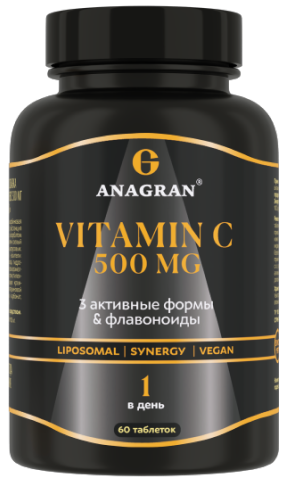 G
ANAGRAN®
VITAMIN C
500 MG
3 активные формы
& флавоноиды
LIPOSOMAL | SYNERGY | VEGAN
1
в день
60 таблеток